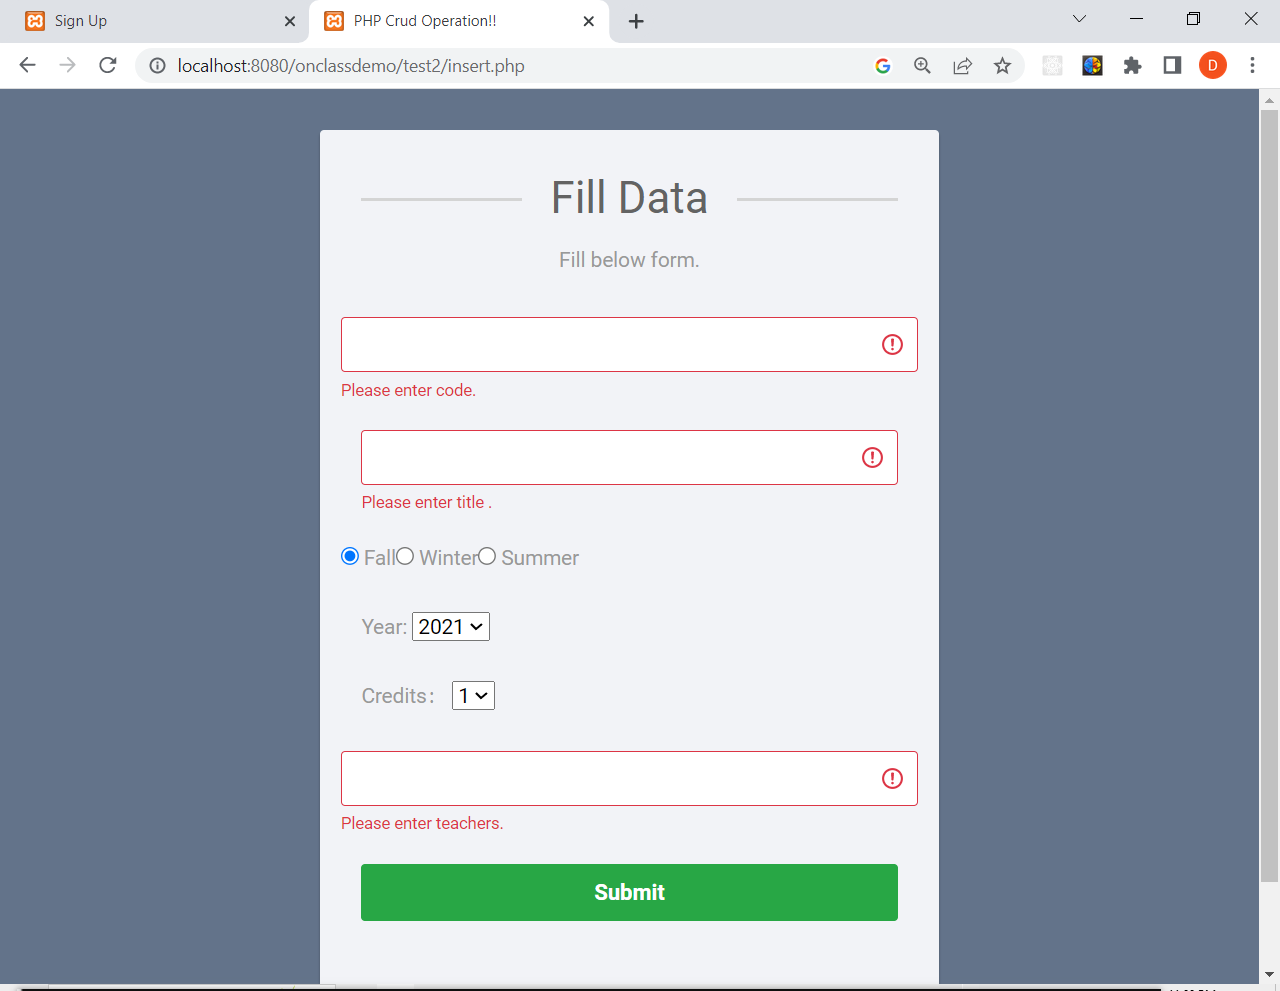 Sign Up
PHP Crud Operation!!
localhost:8080/onclassdemo/test2/insert.php
D
Fill Data
Fill below form.
Please enter code.
Please enter title .
Fall Winter Summer
Year: 2021
Credits: 1
Please enter teachers.
Submit